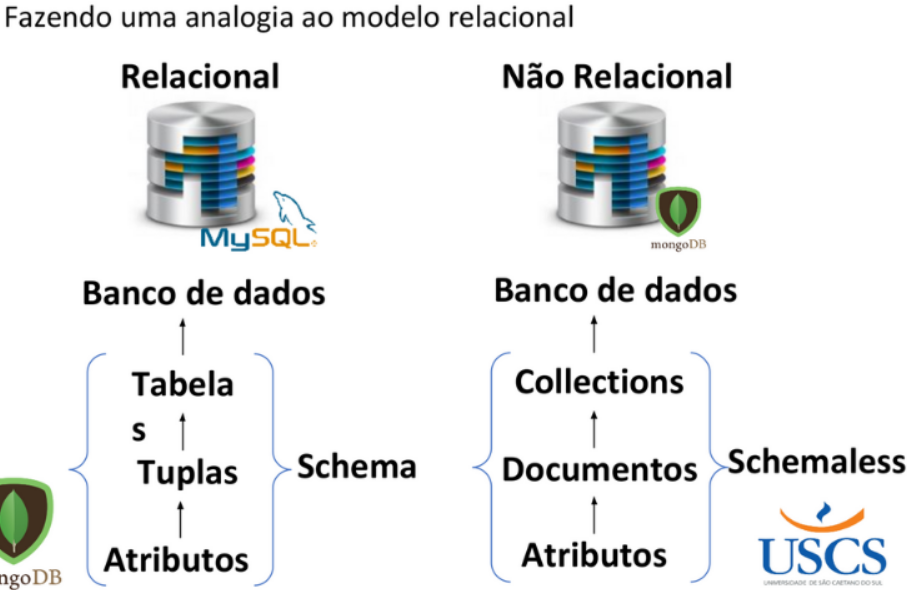 Fazendo uma analogia ao modelo relacional
Relacional
Não Relacional
MySQL
mongoDB
Banco de dados
Banco de dados
Tabela
s
Tuplas
Atributos
Schema
Collections
Documentos
Atributos
Schemaless
ngoDB
USCS
UNIVERSIDADE DE SÃO CAETANO DO SUL